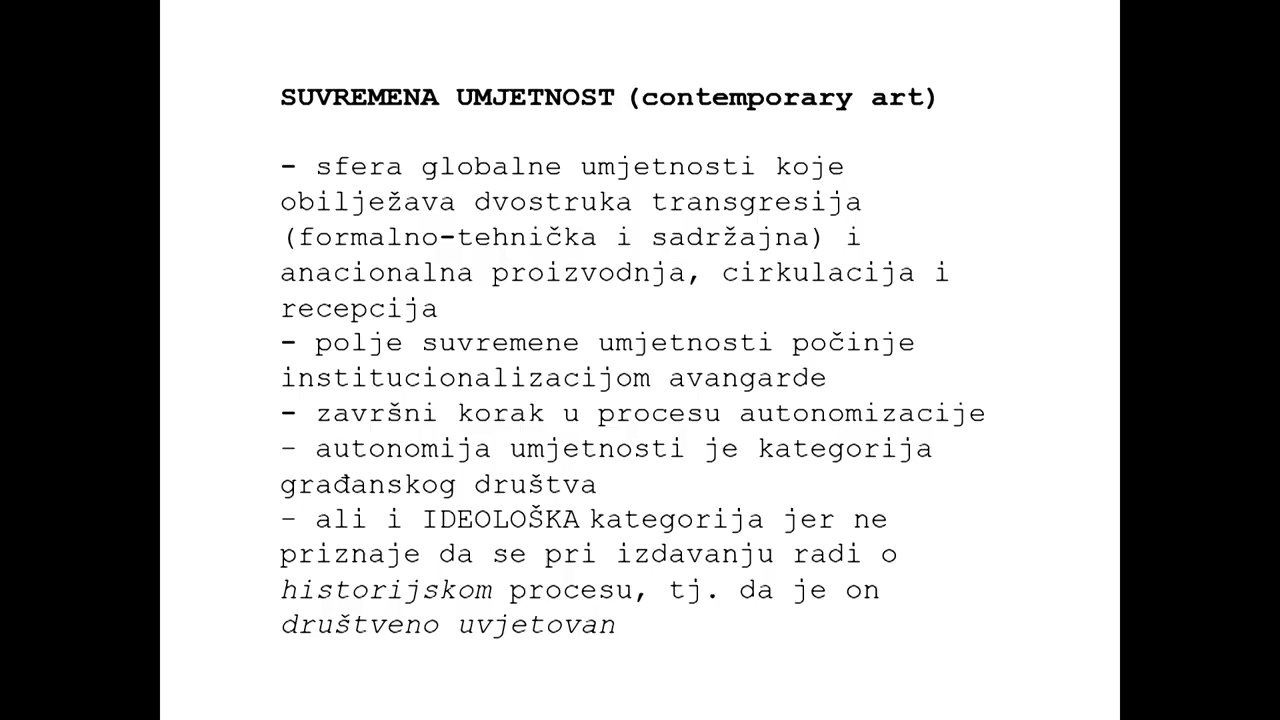 SUVREMENA UMJETNOST (contemporary art)
- sfera globalne umjetnosti koje
obilježava dvostruka transgresija
(formalno-tehnička i sadržajna) i
anacionalna proizvodnja, cirkulacija i
recepcija
- polje suvremene umjetnosti počinje
institucionalizacijom avangarde
- završni korak u procesu autonomizacije
- autonomija umjetnosti je kategorija
građanskog društva
- ali i IDEOLOŠKA kategorija jer ne
priznaje da se pri izdavanju radi o
historijskom procesu, tj. da je on
društveno uvjetovan